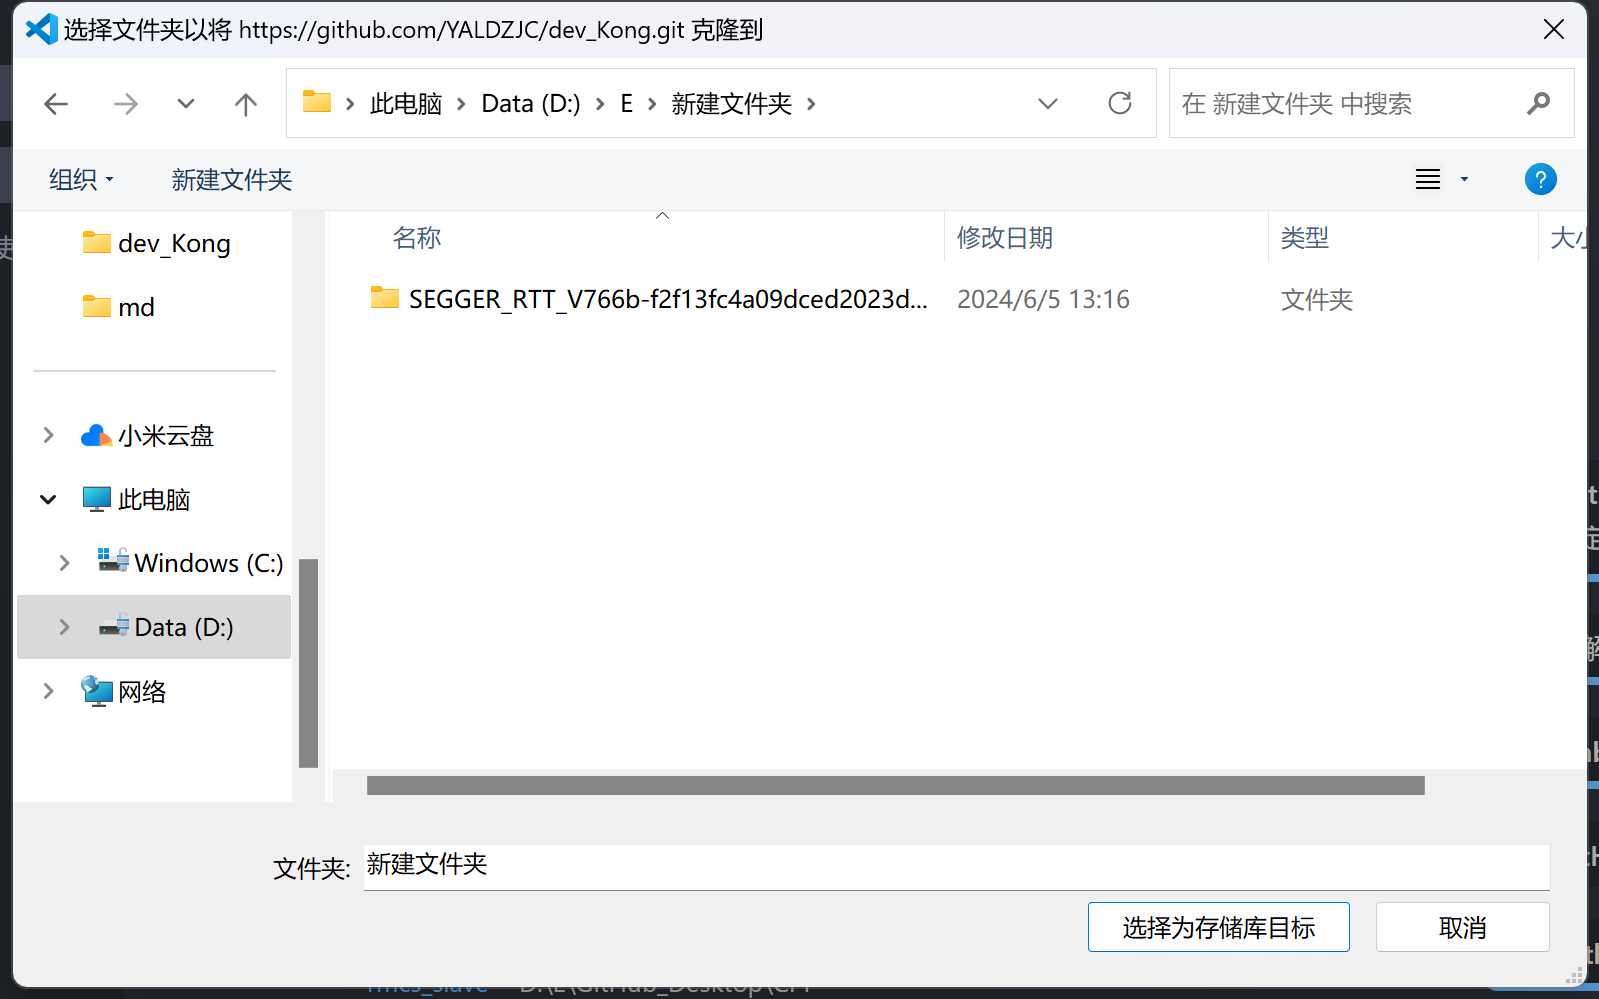 选择文件夹以将 https://github.com/YALDZJC/dev_Kong.git 克隆到
此电脑 Data (D:) E 新建文件夹
在 新建文件夹 中搜索
组织 新建文件夹
?
名称 修改日期 类型 大小
dev_Kong
md
小米云盘
此电脑
Windows (C:)
Data (D:)
网络
SEGGER_RTT_V766b-f2f13fc4a09dced2023d... 2024/6/5 13:16 文件夹
文件夹: 新建文件夹
选择为存储库目标 取消